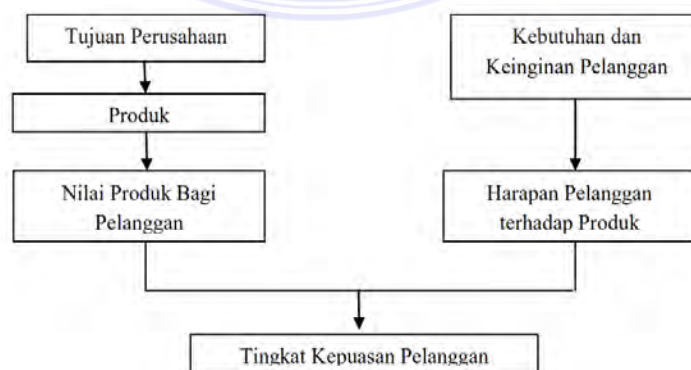 Tujuan Perusahaan
Produk
Nilai Produk Bagi
Pelanggan
Kebutuhan dan
Keinginan Pelanggan
Harapan Pelanggan
terhadap Produk
Tingkat Kepuasan Pelanggan